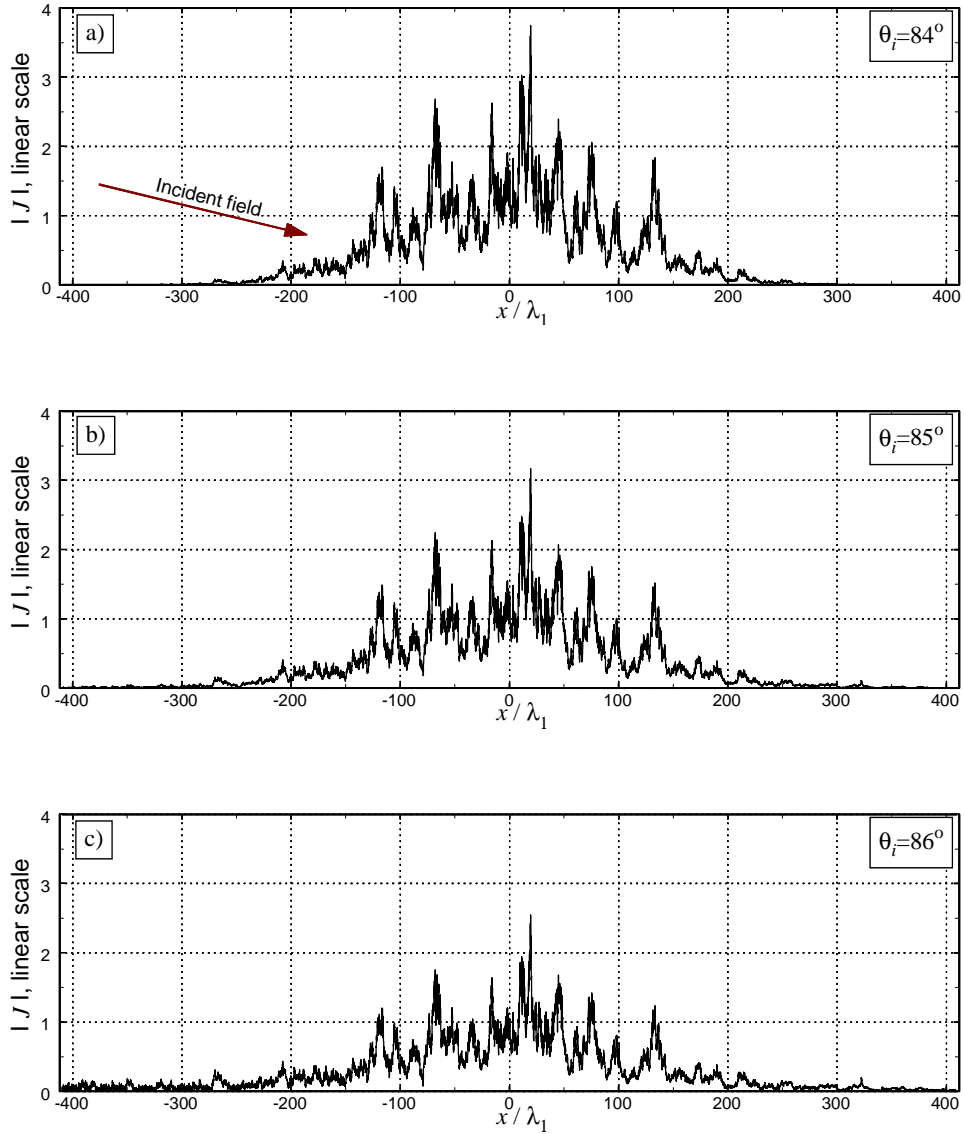 a)
θi=84°
| J |, linear scale
4
3
2
1
0
Incident field
-400 -300 -200 -100 0 100 200 300 400
x / λ1
b)
θi=85°
| J |, linear scale
4
3
2
1
0
-400 -300 -200 -100 0 100 200 300 400
x / λ1
c)
θi=86°
| J |, linear scale
4
3
2
1
0
-400 -300 -200 -100 0 100 200 300 400
x / λ1